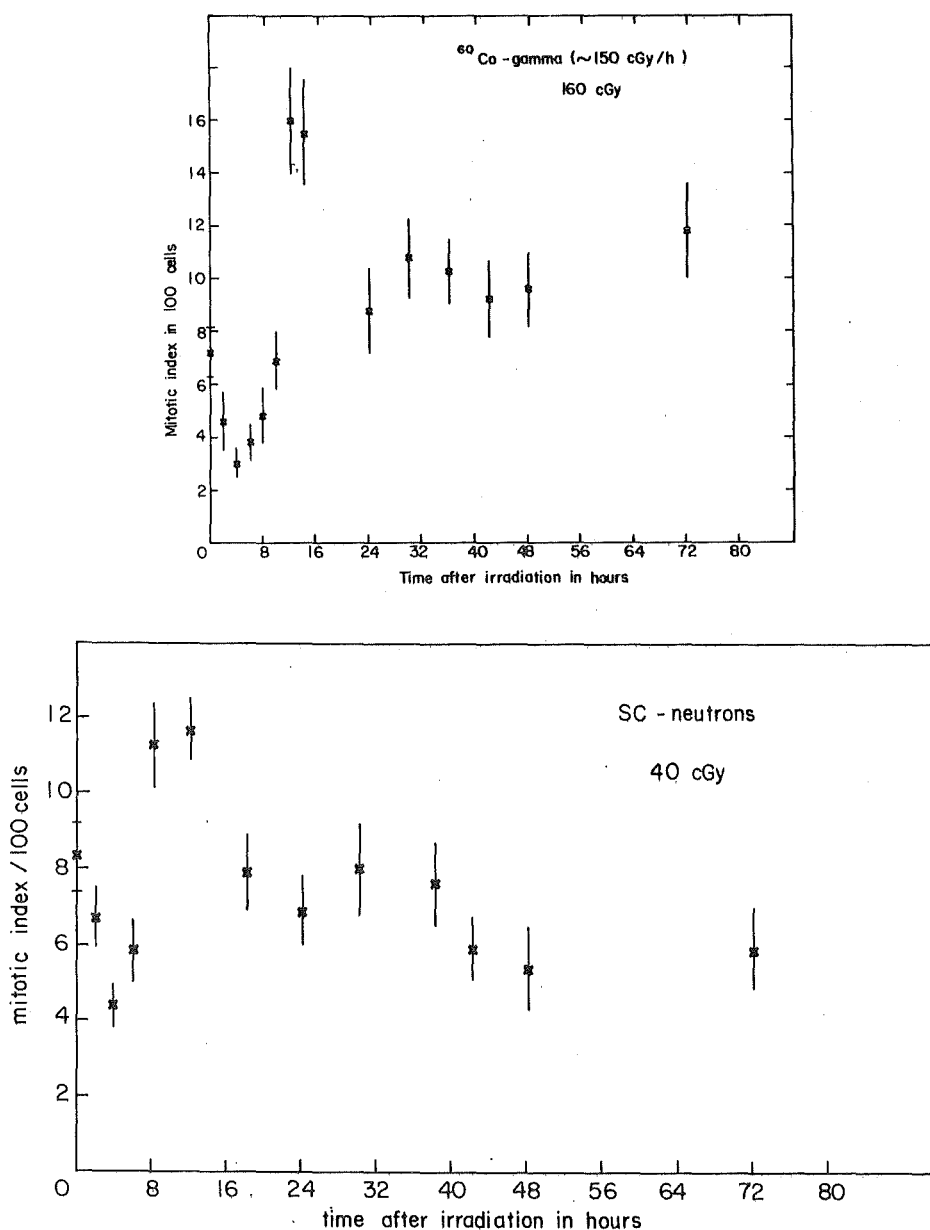 ⁶⁰Co - gamma (~150 cGy/h)
160 cGy
16
14
12
10
8
6
4
2
Mitotic index in 100 cells
0 8 16 24 32 40 48 56 64 72 80
Time after irradiation in hours
SC - neutrons
40 cGy
12
10
8
6
4
2
mitotic index / 100 cells
0 8 16 24 32 40 48 56 64 72 80
time after irradiation in hours